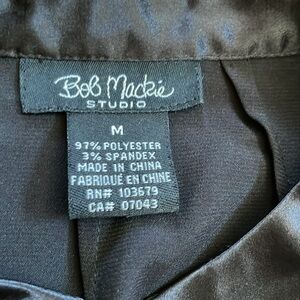 Bob Mackie
STUDIO
M
97% POLYESTER
3% SPANDEX
MADE IN CHINA
FABRIQUÉ EN CHINE
RN# 103679
CA# 07043